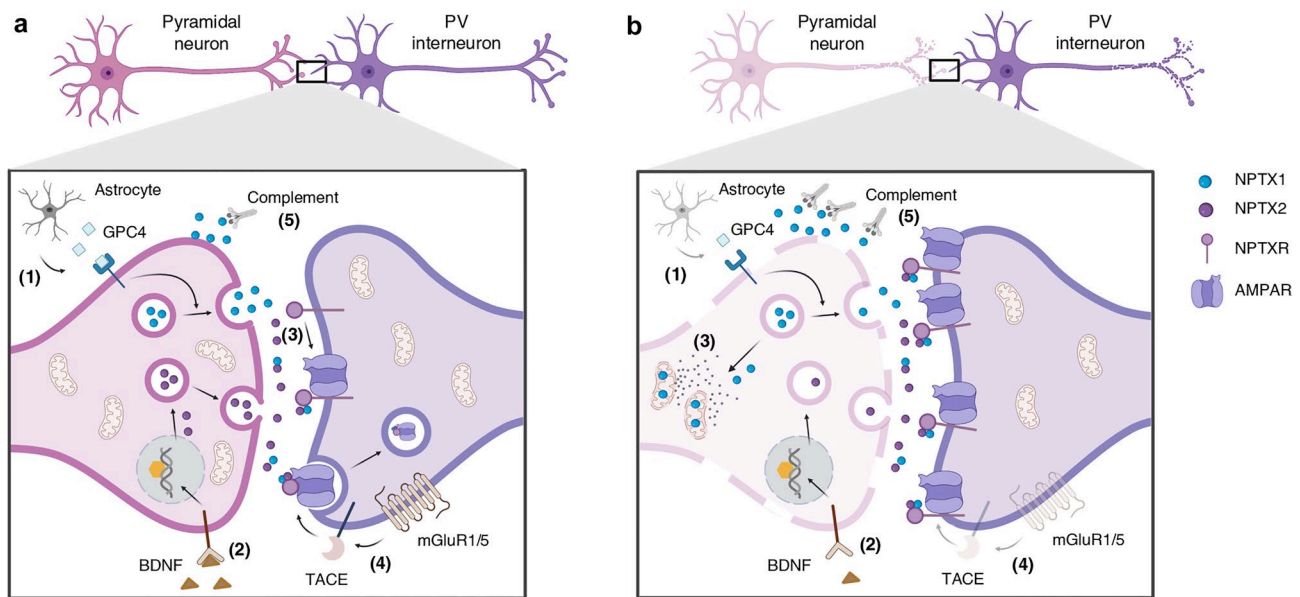 a
Pyramidal
neuron
PV
interneuron
Astrocyte
GPC4
Complement
(5)
(1)
(3)
(2)
BDNF
(4)
TACE
mGluR1/5
b
Pyramidal
neuron
PV
interneuron
Astrocyte
GPC4
Complement
(5)
(1)
(3)
(2)
BDNF
(4)
TACE
mGluR1/5
NPTX1
NPTX2
NPTXR
AMPAR